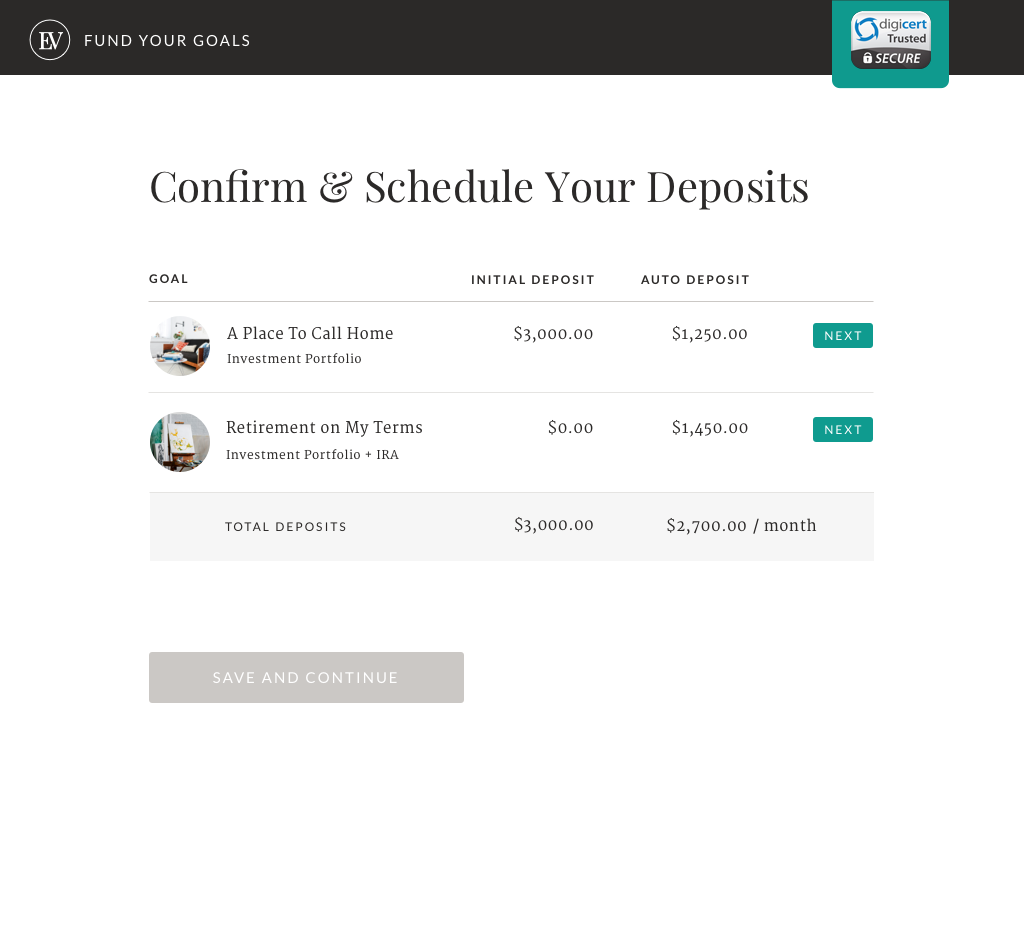 EV FUND YOUR GOALS
digicert
Trusted
SECURE
Confirm & Schedule Your Deposits
GOAL INITIAL DEPOSIT AUTO DEPOSIT
A Place To Call Home $3,000.00 $1,250.00 NEXT
Investment Portfolio
Retirement on My Terms $0.00 $1,450.00 NEXT
Investment Portfolio + IRA
TOTAL DEPOSITS $3,000.00 $2,700.00 / month
SAVE AND CONTINUE